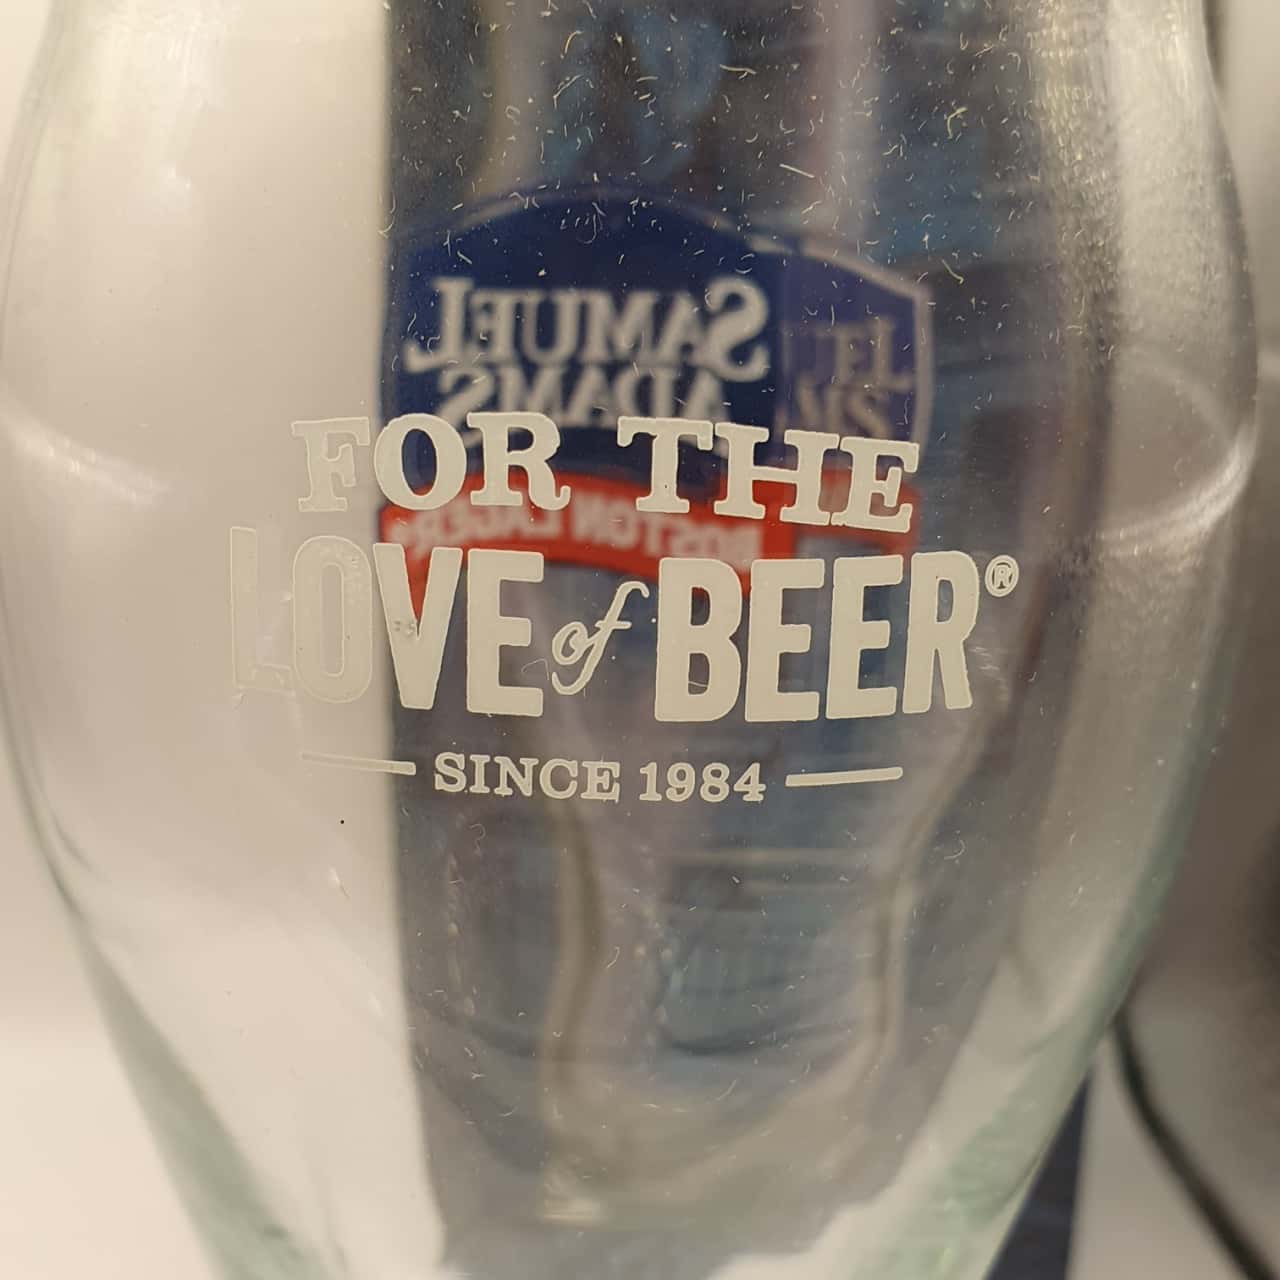 SAMUEL
ADAMS
BOSTON LAGER®
FOR THE
LOVE of BEER®
SINCE 1984